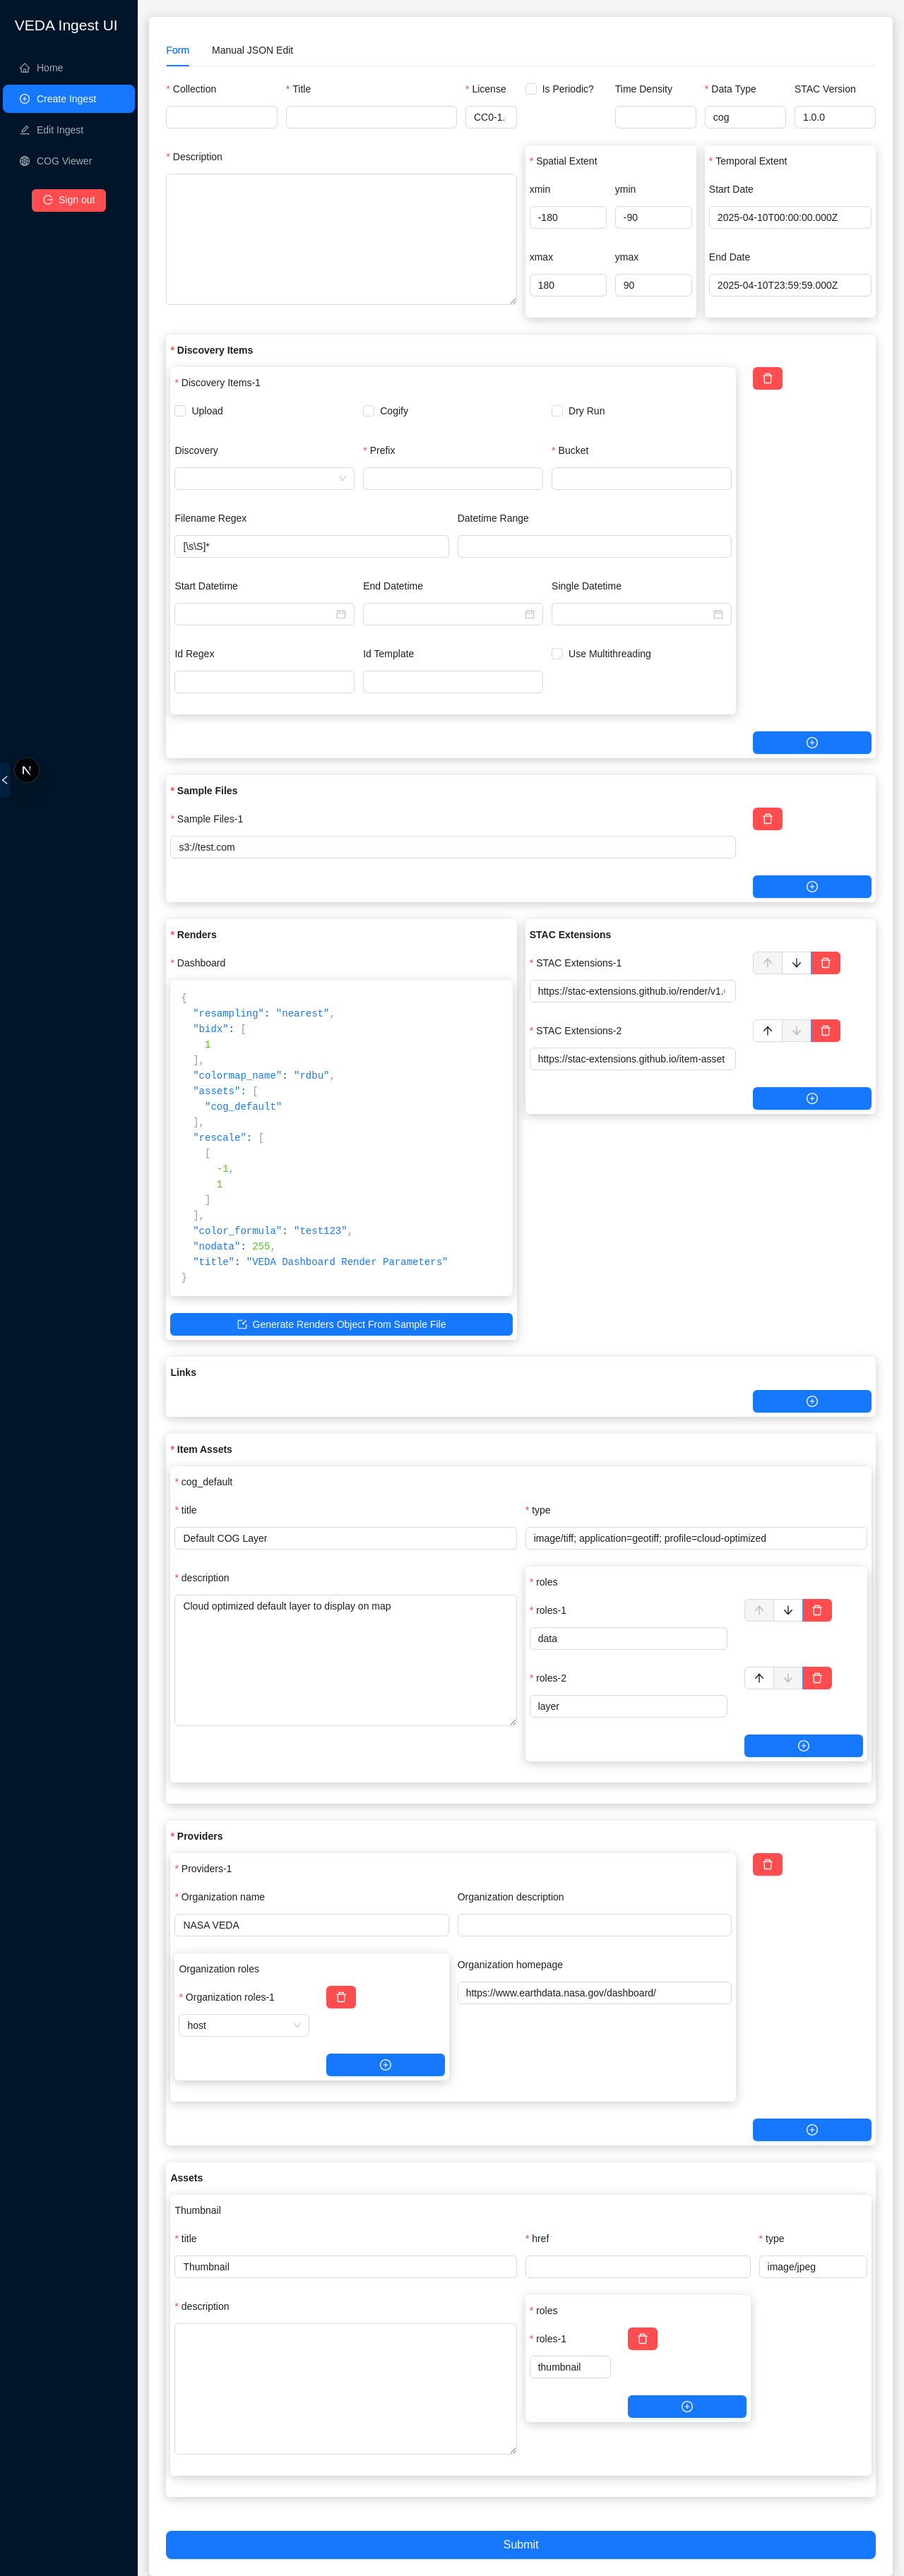 VEDA Ingest UI
Home
Create Ingest
Edit Ingest
COG Viewer
Sign out
Form Manual JSON Edit
* Collection * Title * License Is Periodic? Time Density * Data Type STAC Version
CC0-1. cog 1.0.0
* Description
* Spatial Extent
xmin ymin
-180 -90
xmax ymax
180 90
* Temporal Extent
Start Date
2025-04-10T00:00:00.000Z
End Date
2025-04-10T23:59:59.000Z
* Discovery Items
* Discovery Items-1
Upload Cogify Dry Run
Discovery * Prefix * Bucket
Filename Regex Datetime Range
[\s\S]*
Start Datetime End Datetime Single Datetime
Id Regex Id Template Use Multithreading
* Sample Files
* Sample Files-1
s3://test.com
* Renders
* Dashboard
{
"resampling": "nearest",
"bidx": [
1
],
"colormap_name": "rdbu",
"assets": [
"cog_default"
],
"rescale": [
[
-1,
1
]
],
"color_formula": "test123",
"nodata": 255,
"title": "VEDA Dashboard Render Parameters"
}
Generate Renders Object From Sample File
STAC Extensions
* STAC Extensions-1
https://stac-extensions.github.io/render/v1.
* STAC Extensions-2
https://stac-extensions.github.io/item-asset
Links
* Item Assets
* cog_default
* title * type
Default COG Layer image/tiff; application=geotiff; profile=cloud-optimized
* description
Cloud optimized default layer to display on map
* roles
* roles-1
data
* roles-2
layer
* Providers
* Providers-1
* Organization name Organization description
NASA VEDA
Organization roles
* Organization roles-1
host
Organization homepage
https://www.earthdata.nasa.gov/dashboard/
Assets
Thumbnail
* title * href * type
Thumbnail image/jpeg
* description
* roles
* roles-1
thumbnail
Submit